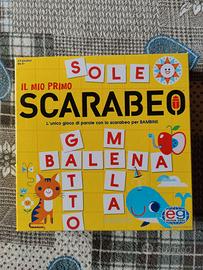 SOLE
IL MIO PRIMO
SCARABEO
L'unico gioco di parole con lo scarabeo per BAMBINI!
GATTO
BALENA
MELA
eg